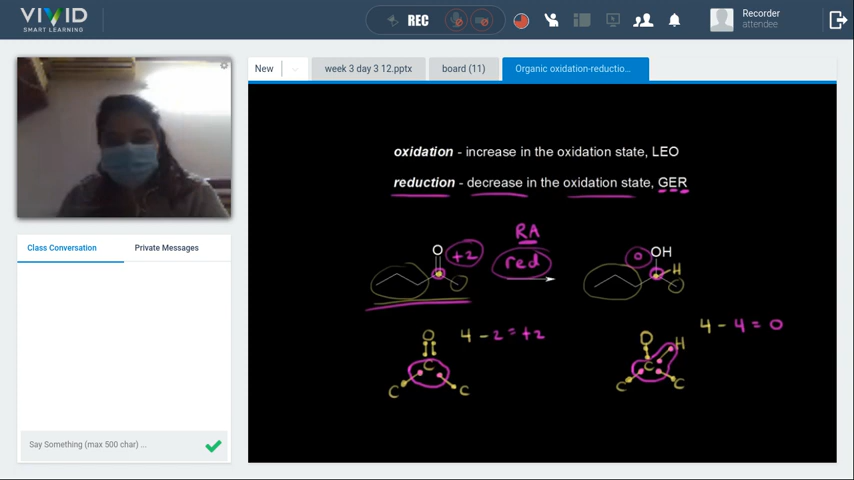 VIVID
SMART LEARNING
REC
Recorder
attendee
New
week 3 day 3 12.pptx
board (11)
Organic oxidation-reductio...
oxidation - increase in the oxidation state, LEO
reduction - decrease in the oxidation state, GER
RA
O +2 red O OH
H
O 4 - 2 = +2 O H 4 - 4 = 0
C C
C C C C
Class Conversation
Private Messages
Say Something (max 500 char) ...